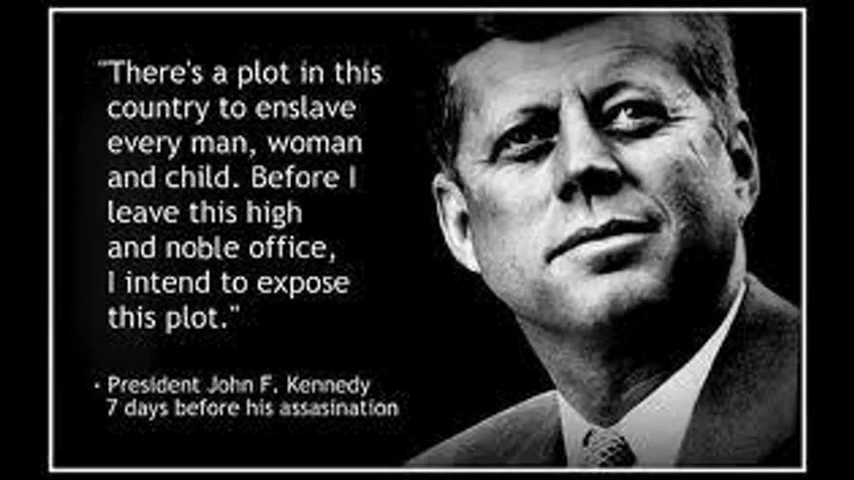 "There's a plot in this
country to enslave
every man, woman
and child. Before I
leave this high
and noble office,
I intend to expose
this plot."
· President John F. Kennedy
7 days before his assasination